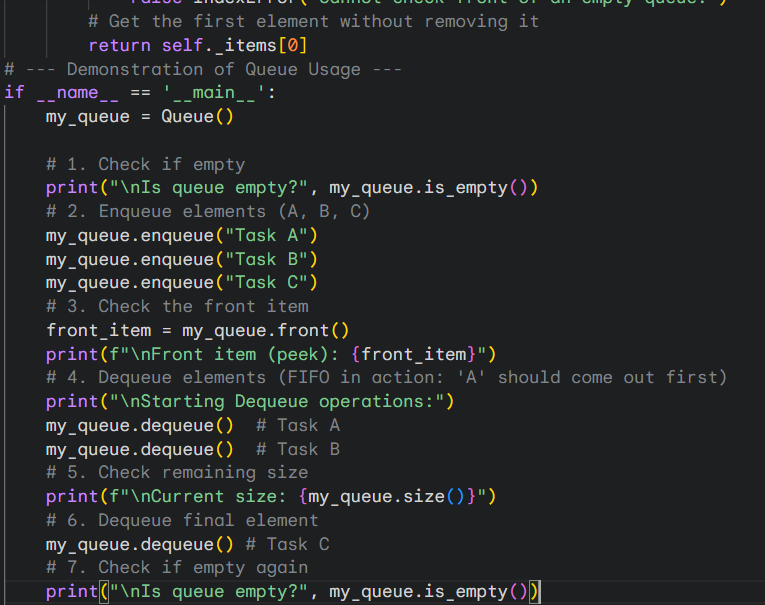 # Get the first element without removing it
            return self._items[0]
# --- Demonstration of Queue Usage ---
if __name__ == '__main__':
    my_queue = Queue()

    # 1. Check if empty
    print("\nIs queue empty?", my_queue.is_empty())
    # 2. Enqueue elements (A, B, C)
    my_queue.enqueue("Task A")
    my_queue.enqueue("Task B")
    my_queue.enqueue("Task C")
    # 3. Check the front item
    front_item = my_queue.front()
    print(f"\nFront item (peek): {front_item}")
    # 4. Dequeue elements (FIFO in action: 'A' should come out first)
    print("\nStarting Dequeue operations:")
    my_queue.dequeue()  # Task A
    my_queue.dequeue()  # Task B
    # 5. Check remaining size
    print(f"\nCurrent size: {my_queue.size()}")
    # 6. Dequeue final element
    my_queue.dequeue() # Task C
    # 7. Check if empty again
    print("\nIs queue empty?", my_queue.is_empty())